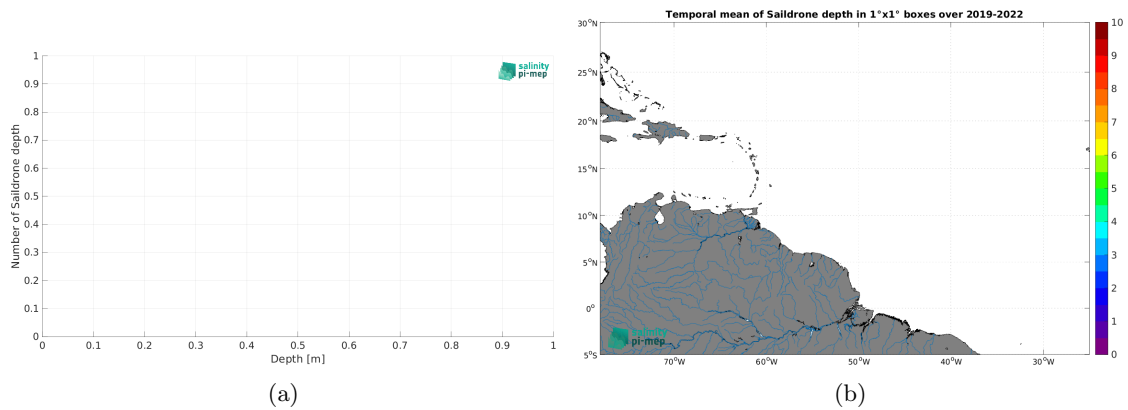 Temporal mean of Saildrone depth in 1°x1° boxes over 2019-2022
salinity
pi-mep
Number of Saildrone depth
1
0.9
0.8
0.7
0.6
0.5
0.4
0.3
0.2
0.1
0
0 0.1 0.2 0.3 0.4 0.5 0.6 0.7 0.8 0.9 1
Depth [m]
(a)
30°N
25°N
20°N
15°N
10°N
5°N
0°
5°S
70°W 60°W 50°W 40°W 30°W
salinity
pi-mep
10
9
8
7
6
5
4
3
2
1
0
(b)